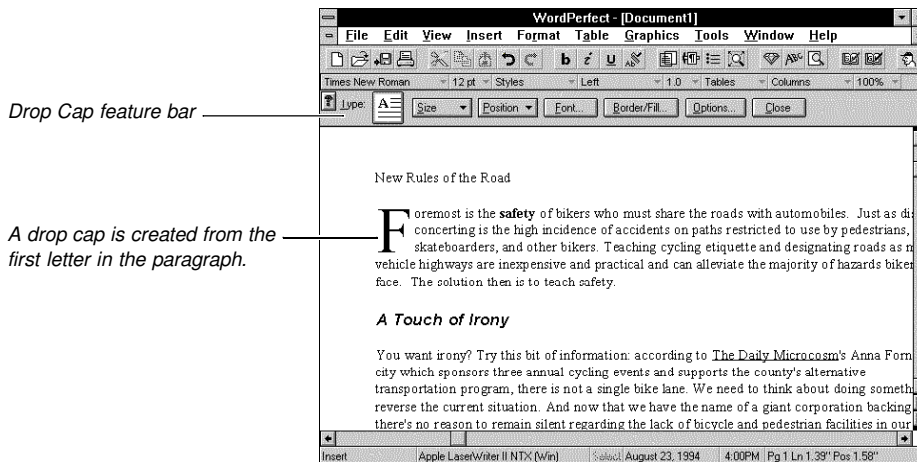 WordPerfect - [Document1]
File Edit View Insert Format Table Graphics Tools Window Help
b i u ABC
Times New Roman 12 pt Styles Left 1.0 Tables Columns 100%
Drop Cap feature bar
? Type: A Size Position Font... Border/Fill... Options... Close
New Rules of the Road
A drop cap is created from the
first letter in the paragraph.
Foremost is the safety of bikers who must share the roads with automobiles. Just as di
concerting is the high incidence of accidents on paths restricted to use by pedestrians,
skateboarders, and other bikers. Teaching cycling etiquette and designating roads as m
vehicle highways are inexpensive and practical and can alleviate the majority of hazards biker
face. The solution then is to teach safety.
A Touch of Irony
You want irony? Try this bit of information: according to The Daily Microcosm's Anna Forn
city which sponsors three annual cycling events and supports the county's alternative
transportation program, there is not a single bike lane. We need to think about doing someth
reverse the current situation. And now that we have the name of a giant corporation backing
there's no reason to remain silent regarding the lack of bicycle and pedestrian facilities in our
Insert Apple LaserWriter II NTX (Win) Select August 23, 1994 4:00PM Pg 1 Ln 1.39" Pos 1.58"